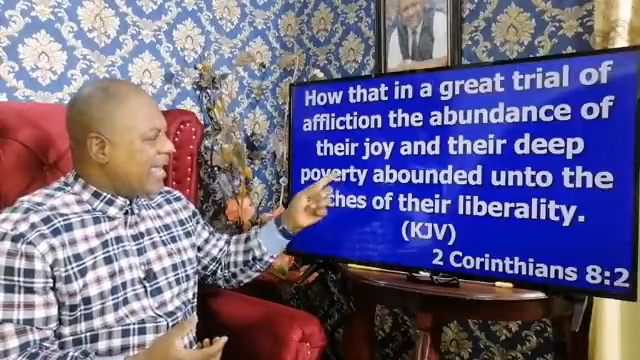 How that in a great trial of
affliction the abundance of
their joy and their deep
poverty abounded unto the
ches of their liberality.
(KJV)
2 Corinthians 8:2